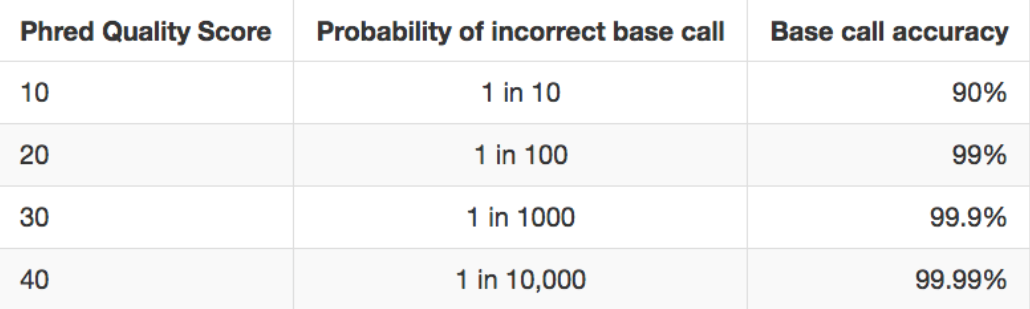 Phred Quality Score Probability of incorrect base call Base call accuracy
10 1 in 10 90%
20 1 in 100 99%
30 1 in 1000 99.9%
40 1 in 10,000 99.99%